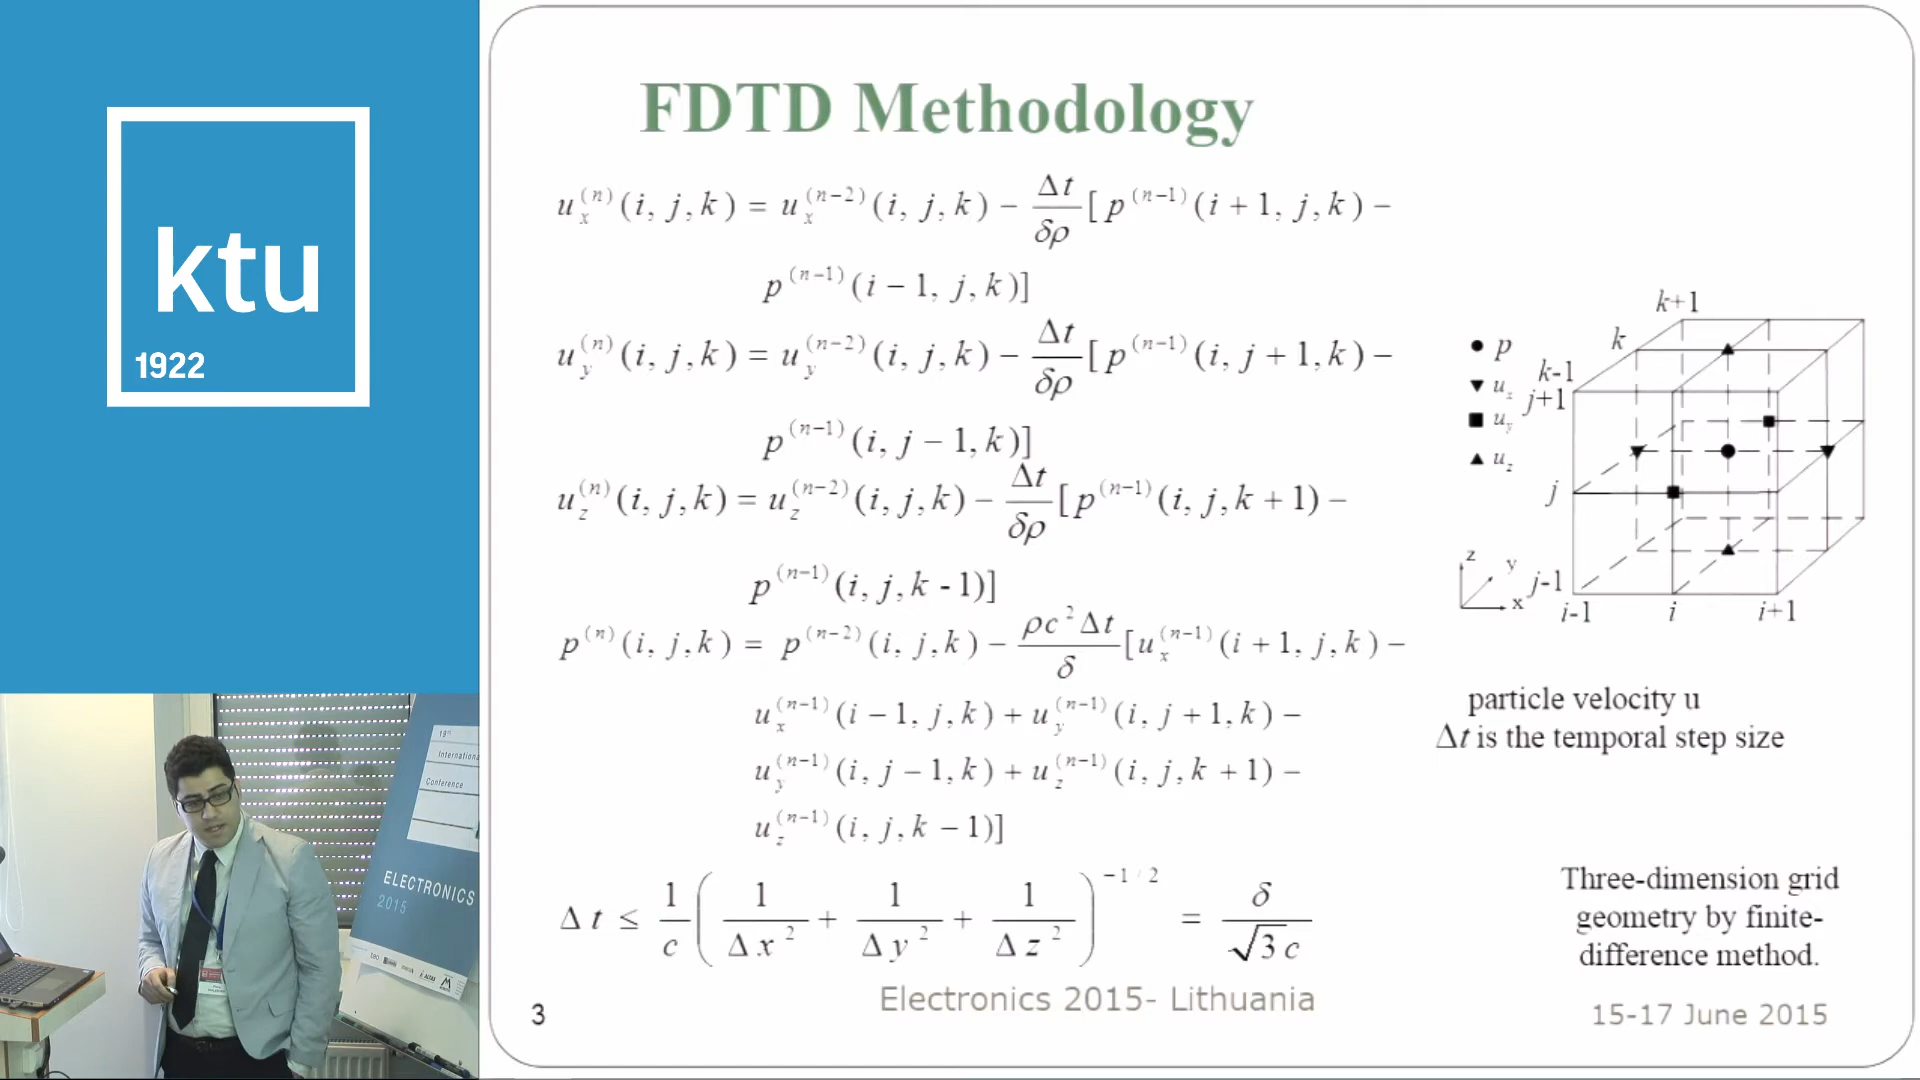 ktu
1922
FDTD Methodology
u_x^(n) (i, j, k) = u_x^(n−2) (i, j, k) − Δt/δρ [ p^(n−1) (i + 1, j, k) −
p^(n−1) (i − 1, j, k)]
u_y^(n) (i, j, k) = u_y^(n−2) (i, j, k) − Δt/δρ [ p^(n−1) (i, j + 1, k) −
p^(n−1) (i, j − 1, k)]
u_z^(n) (i, j, k) = u_z^(n−2) (i, j, k) − Δt/δρ [ p^(n−1) (i, j, k + 1) −
p^(n−1) (i, j, k - 1)]
p^(n) (i, j, k) = p^(n−2) (i, j, k) − ρc²Δt/δ [u_x^(n−1) (i + 1, j, k) −
u_x^(n−1) (i − 1, j, k) + u_y^(n−1) (i, j + 1, k) −
u_y^(n−1) (i, j − 1, k) + u_z^(n−1) (i, j, k + 1) −
u_z^(n−1) (i, j, k − 1)]
Δt ≤ 1/c ( 1/Δx² + 1/Δy² + 1/Δz² )^−1/2 = δ/√3c
p
u
u_y
u_z
k+1
k
k-1
j+1
j
j-1
i-1
i
i+1
z
y
x
particle velocity u
Δt is the temporal step size
Three-dimension grid
geometry by finite-
difference method.
3
Electronics 2015- Lithuania
15-17 June 2015
19th
International
Conference
ELECTRONICS
2015